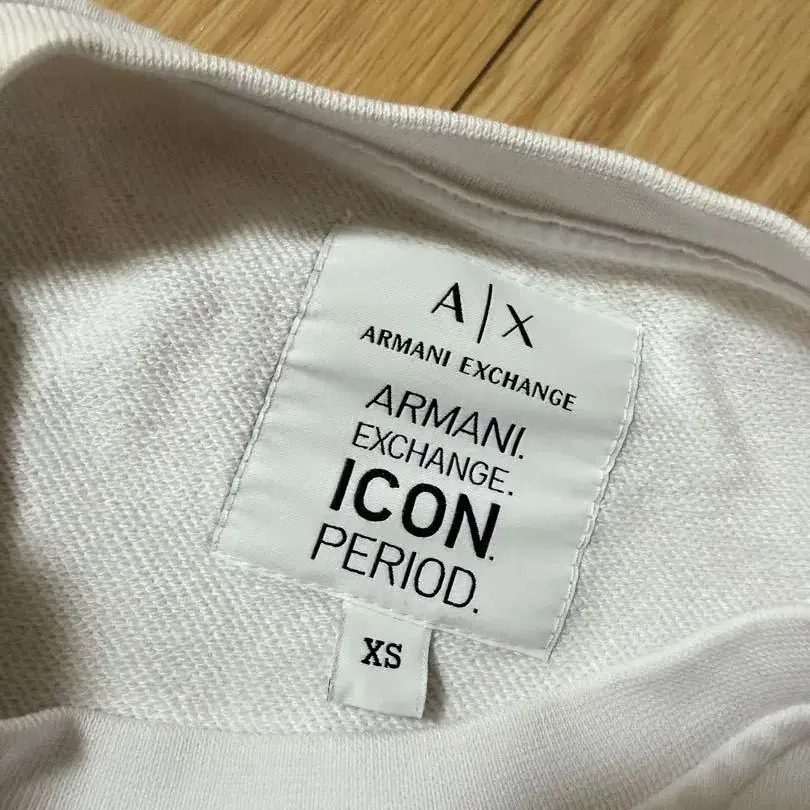 A|X
ARMANI EXCHANGE
ARMANI.
EXCHANGE.
ICON.
PERIOD.
XS